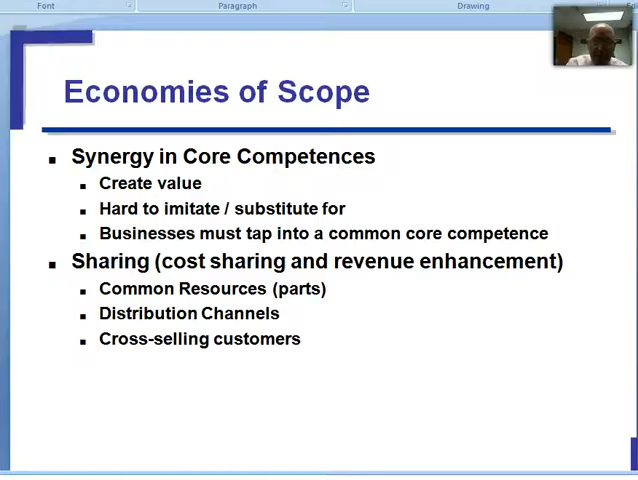 Font Paragraph Drawing
Economies of Scope
Synergy in Core Competences
Create value
Hard to imitate / substitute for
Businesses must tap into a common core competence
Sharing (cost sharing and revenue enhancement)
Common Resources (parts)
Distribution Channels
Cross-selling customers